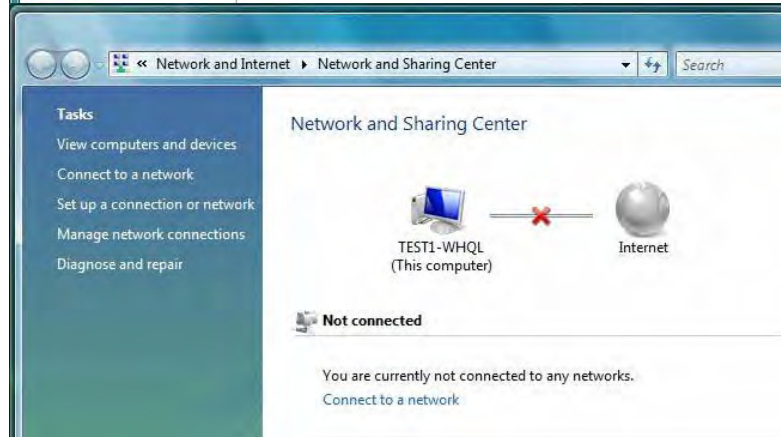 « Network and Internet ▸ Network and Sharing Center
Search
Tasks
View computers and devices
Connect to a network
Set up a connection or network
Manage network connections
Diagnose and repair
Network and Sharing Center
TEST1-WHQL
(This computer)
Internet
Not connected
You are currently not connected to any networks.
Connect to a network